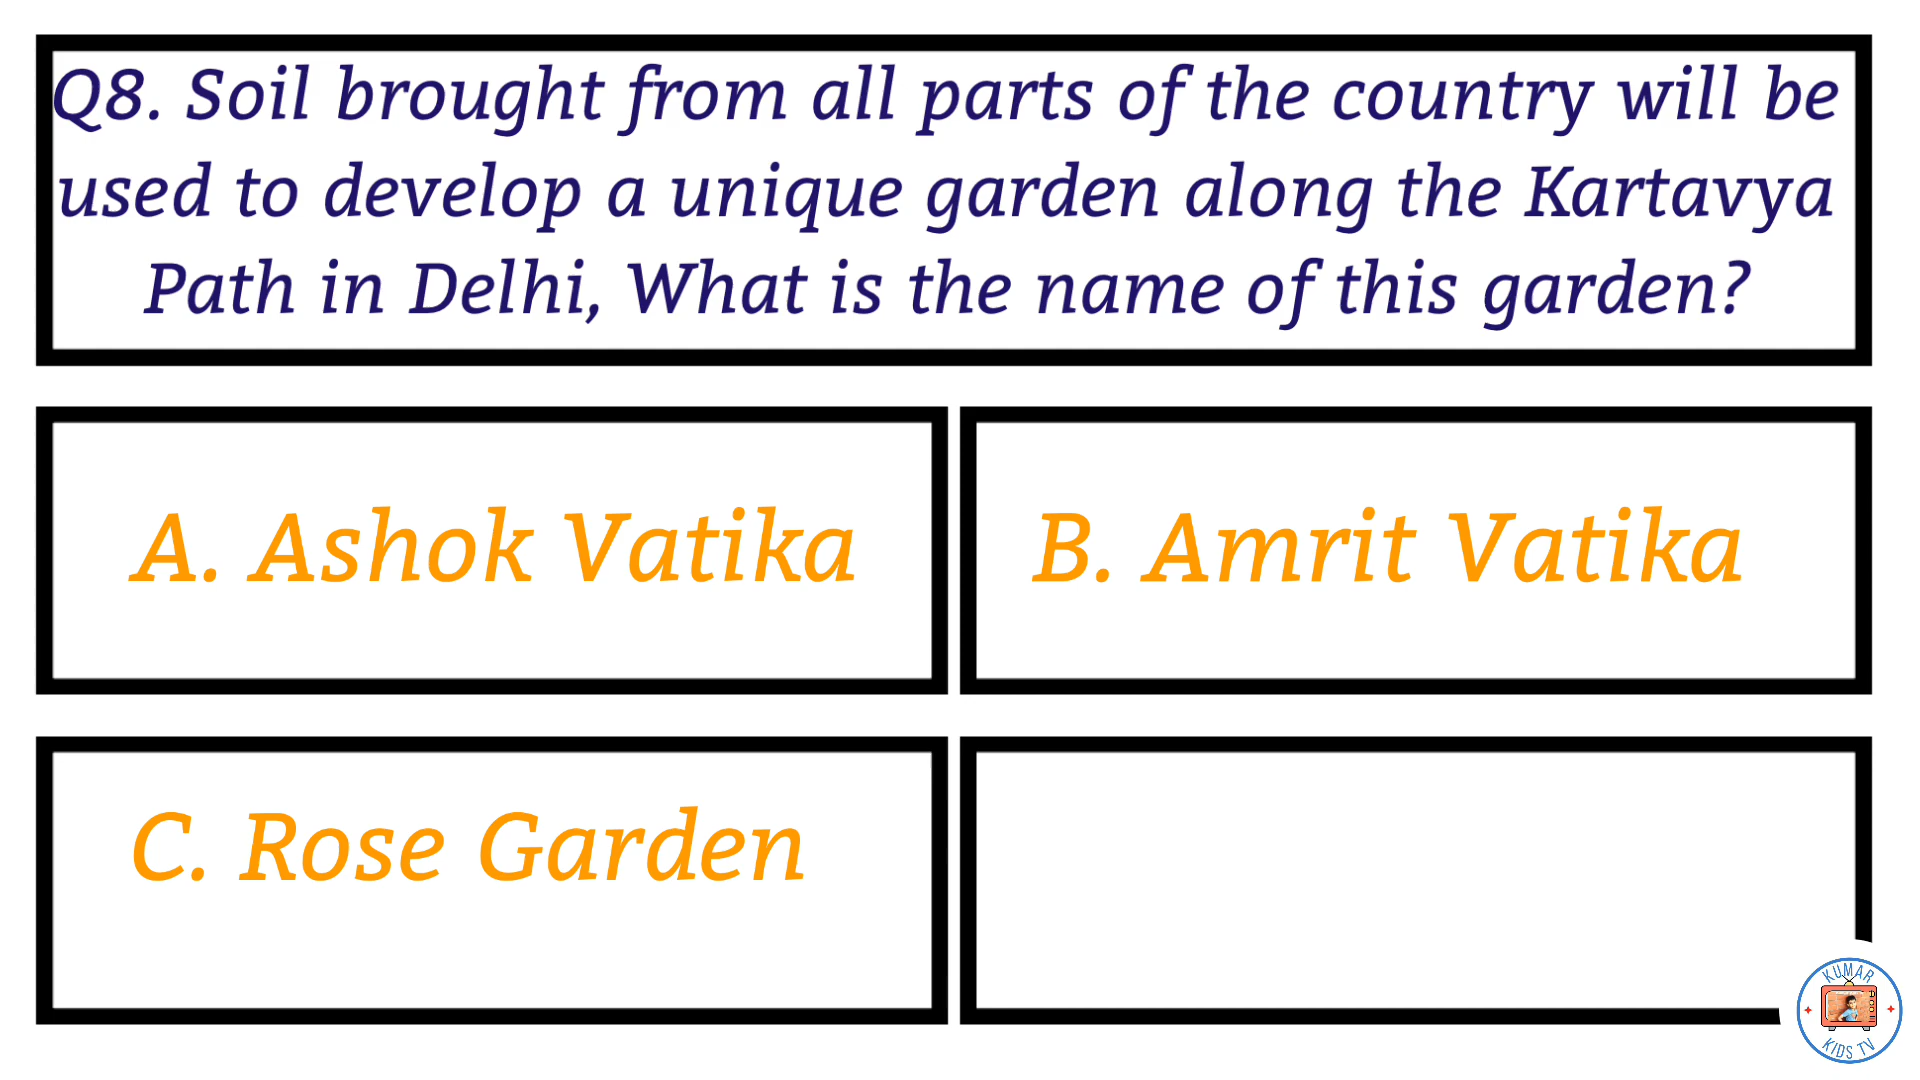 Q8. Soil brought from all parts of the country will be
used to develop a unique garden along the Kartavya
Path in Delhi, What is the name of this garden?
A. Ashok Vatika
B. Amrit Vatika
C. Rose Garden
KUMAR
KIDS TV